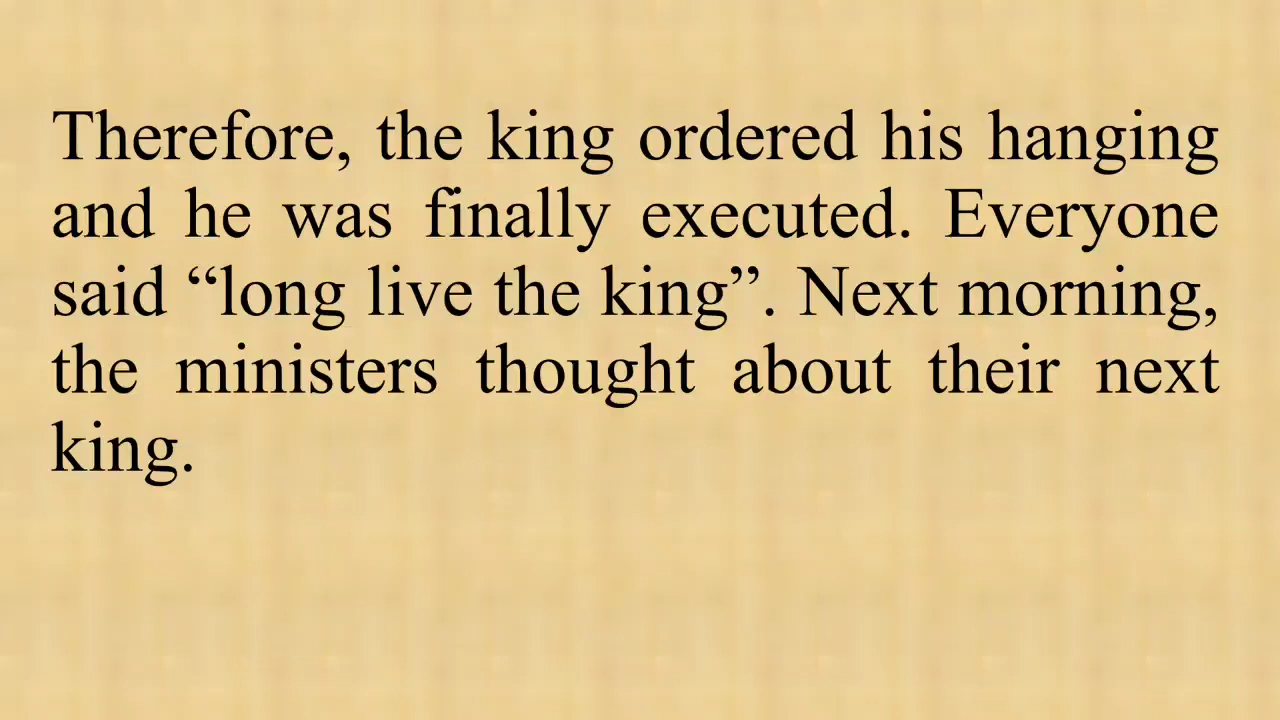 Therefore, the king ordered his hanging
and he was finally executed. Everyone
said “long live the king”. Next morning,
the ministers thought about their next
king.